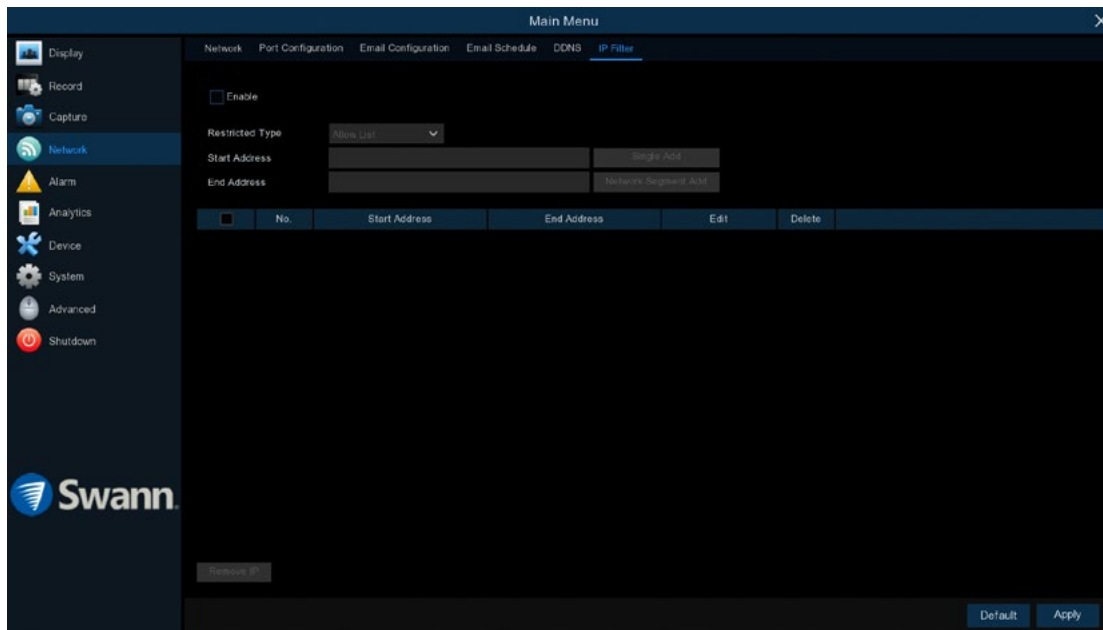 Main Menu
Display
Record
Capture
Network
Alarm
Analytics
Device
System
Advanced
Shutdown
Swann
Network Port Configuration Email Configuration Email Schedule DDNS IP Filter
Enable
Restricted Type Allow List
Start Address Single Add
End Address Network Segment Add
No. Start Address End Address Edit Delete
Remove IP
Default Apply